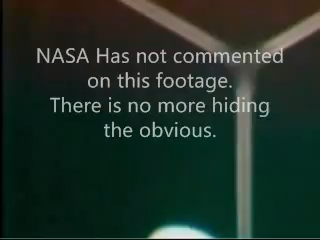 NASA Has not commented
on this footage.
There is no more hiding
the obvious.